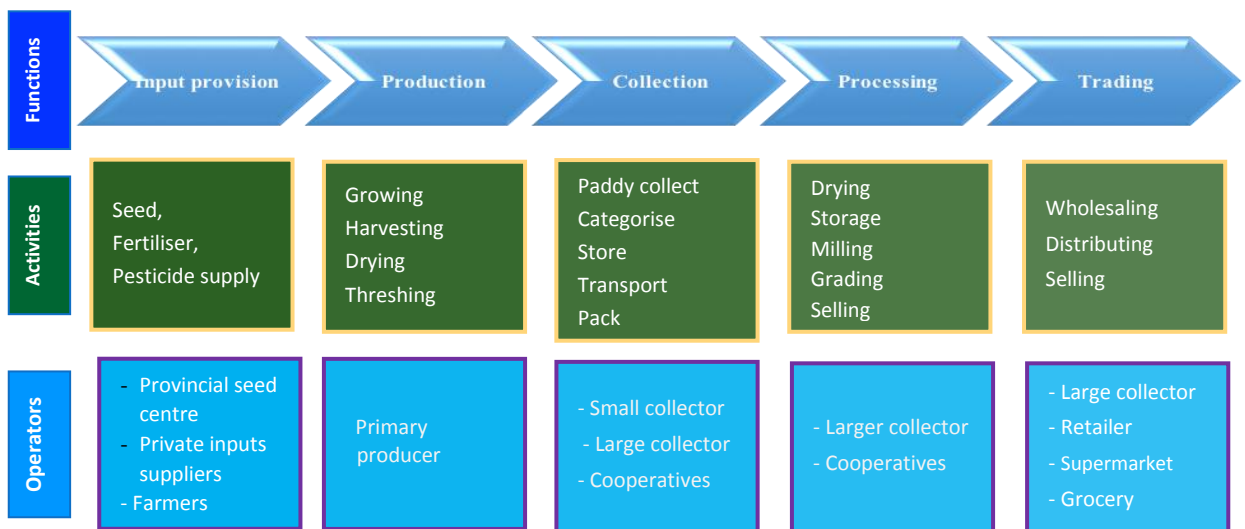 Functions
Input provision
Production
Collection
Processing
Trading
Activities
Seed,
Fertiliser,
Pesticide supply
Growing
Harvesting
Drying
Threshing
Paddy collect
Categorise
Store
Transport
Pack
Drying
Storage
Milling
Grading
Selling
Wholesaling
Distributing
Selling
Operators
- Provincial seed
centre
- Private inputs
suppliers
- Farmers
Primary
producer
- Small collector
- Large collector
- Cooperatives
- Larger collector
- Cooperatives
- Large collector
- Retailer
- Supermarket
- Grocery